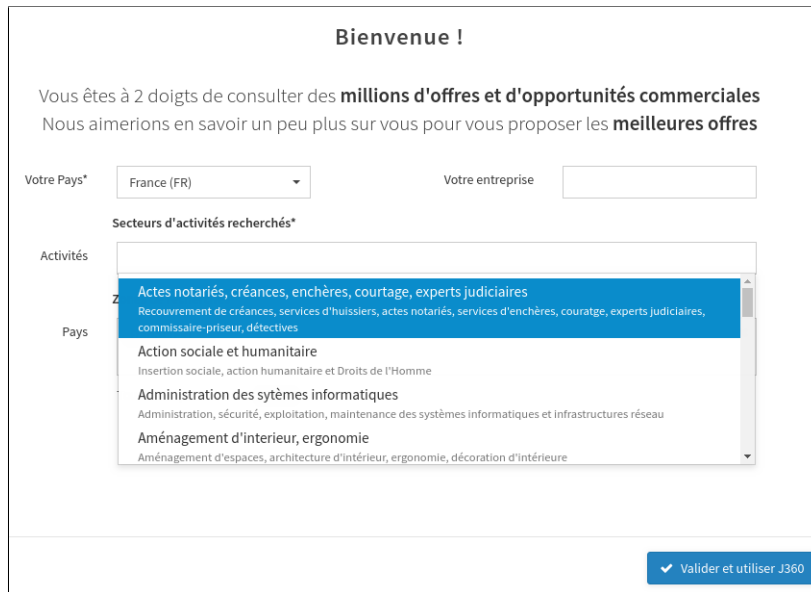 Bienvenue !
Vous êtes à 2 doigts de consulter des millions d'offres et d'opportunités commerciales
Nous aimerions en savoir un peu plus sur vous pour vous proposer les meilleures offres
Votre Pays* France (FR) Votre entreprise
Secteurs d'activités recherchés*
Activités
Actes notariés, créances, enchères, courtage, experts judiciaires
Recouvrement de créances, services d'huissiers, actes notariés, services d'enchères, couratge, experts judiciaires,
commissaire-priseur, détectives
Pays
Action sociale et humanitaire
Insertion sociale, action humanitaire et Droits de l'Homme
Administration des sytèmes informatiques
Administration, sécurité, exploitation, maintenance des systèmes informatiques et infrastructures réseau
Aménagement d'interieur, ergonomie
Aménagement d'espaces, architecture d'intérieur, ergonomie, décoration d'intérieure
Valider et utiliser J360